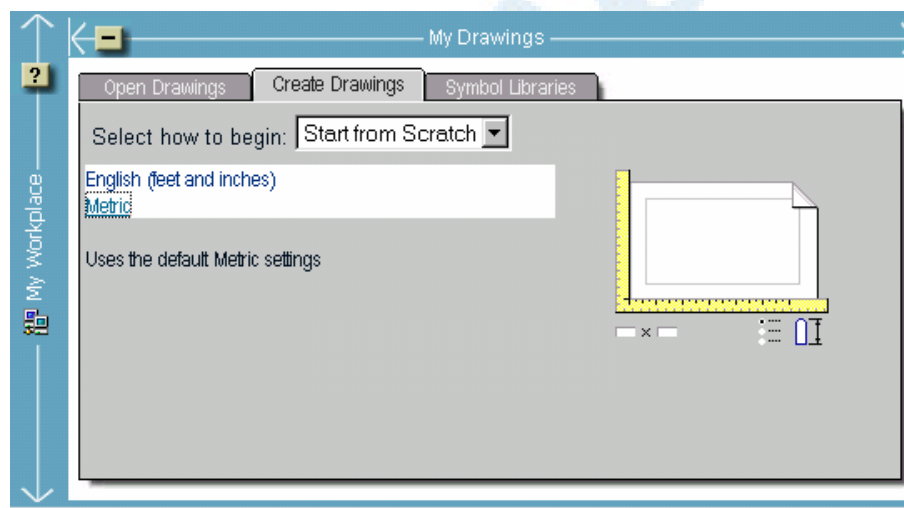 My Drawings
?
Open Drawings Create Drawings Symbol Libraries
Select how to begin: Start from Scratch
English (feet and inches)
Metric
Uses the default Metric settings
My Workplace